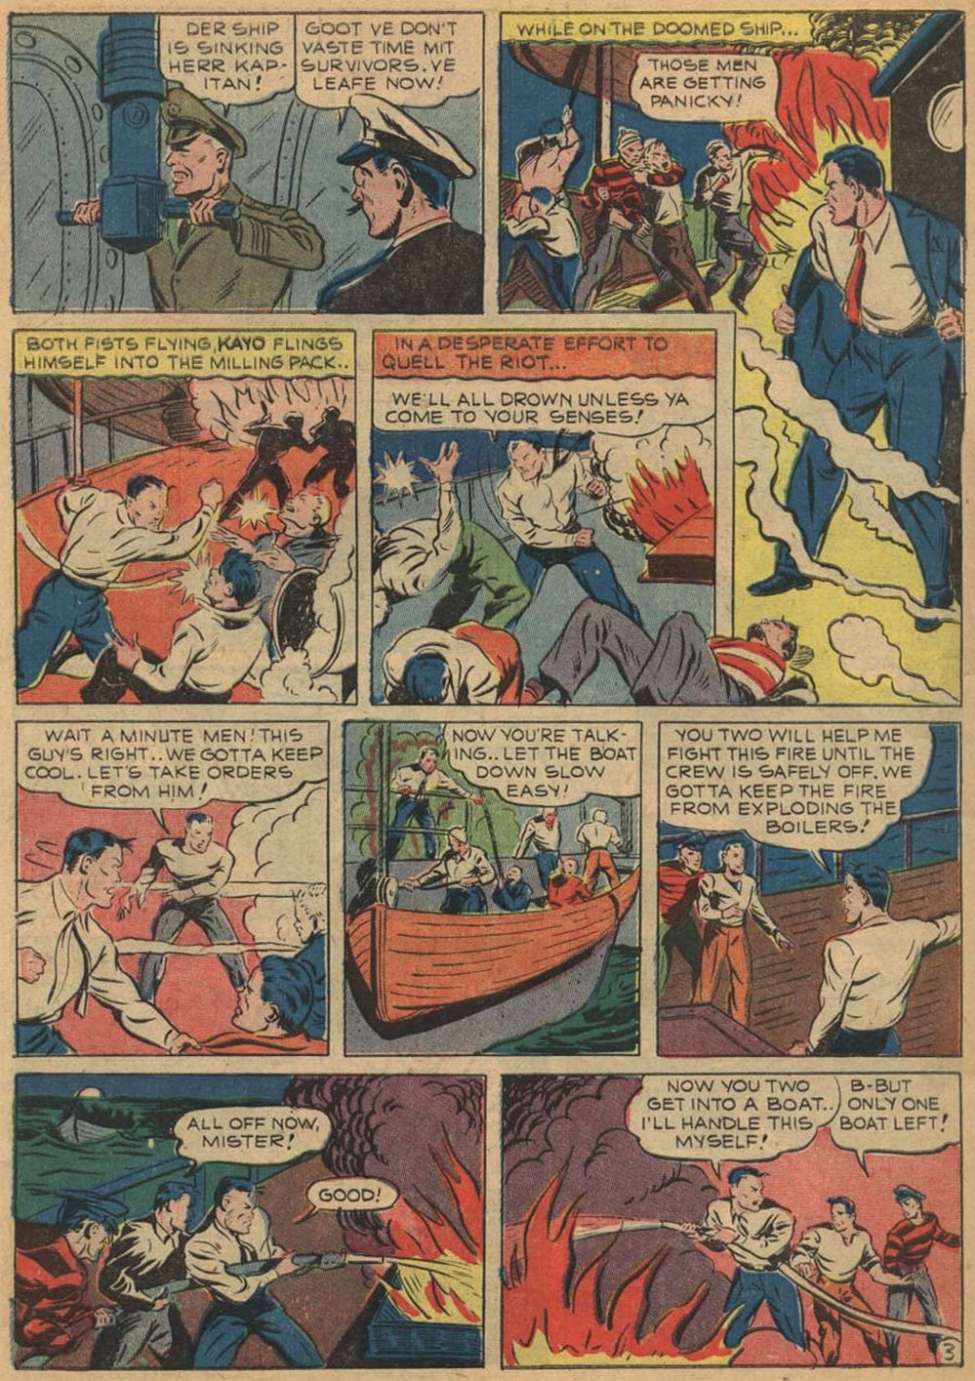 DER SHIP
IS SINKING
HERR KAP-
ITAN!
GOOT VE DON'T
VASTE TIME MIT
SURVIVORS. VE
LEAFE NOW!
WHILE ON THE DOOMED SHIP...
THOSE MEN
ARE GETTING
PANICKY!
BOTH FISTS FLYING, KAYO FLINGS
HIMSELF INTO THE MILLING PACK..
IN A DESPERATE EFFORT TO
QUELL THE RIOT...
WE'LL ALL DROWN UNLESS YA
COME TO YOUR SENSES!
WAIT A MINUTE MEN! THIS
GUY'S RIGHT.. WE GOTTA KEEP
COOL. LET'S TAKE ORDERS
FROM HIM!
NOW YOU'RE TALK-
ING.. LET THE BOAT
DOWN SLOW
EASY!
YOU TWO WILL HELP ME
FIGHT THIS FIRE UNTIL THE
CREW IS SAFELY OFF. WE
GOTTA KEEP THE FIRE
FROM EXPLODING THE
BOILERS!
ALL OFF NOW,
MISTER!
GOOD!
NOW YOU TWO
GET INTO A BOAT..
I'LL HANDLE THIS
MYSELF!
B-BUT
ONLY ONE
BOAT LEFT!
3